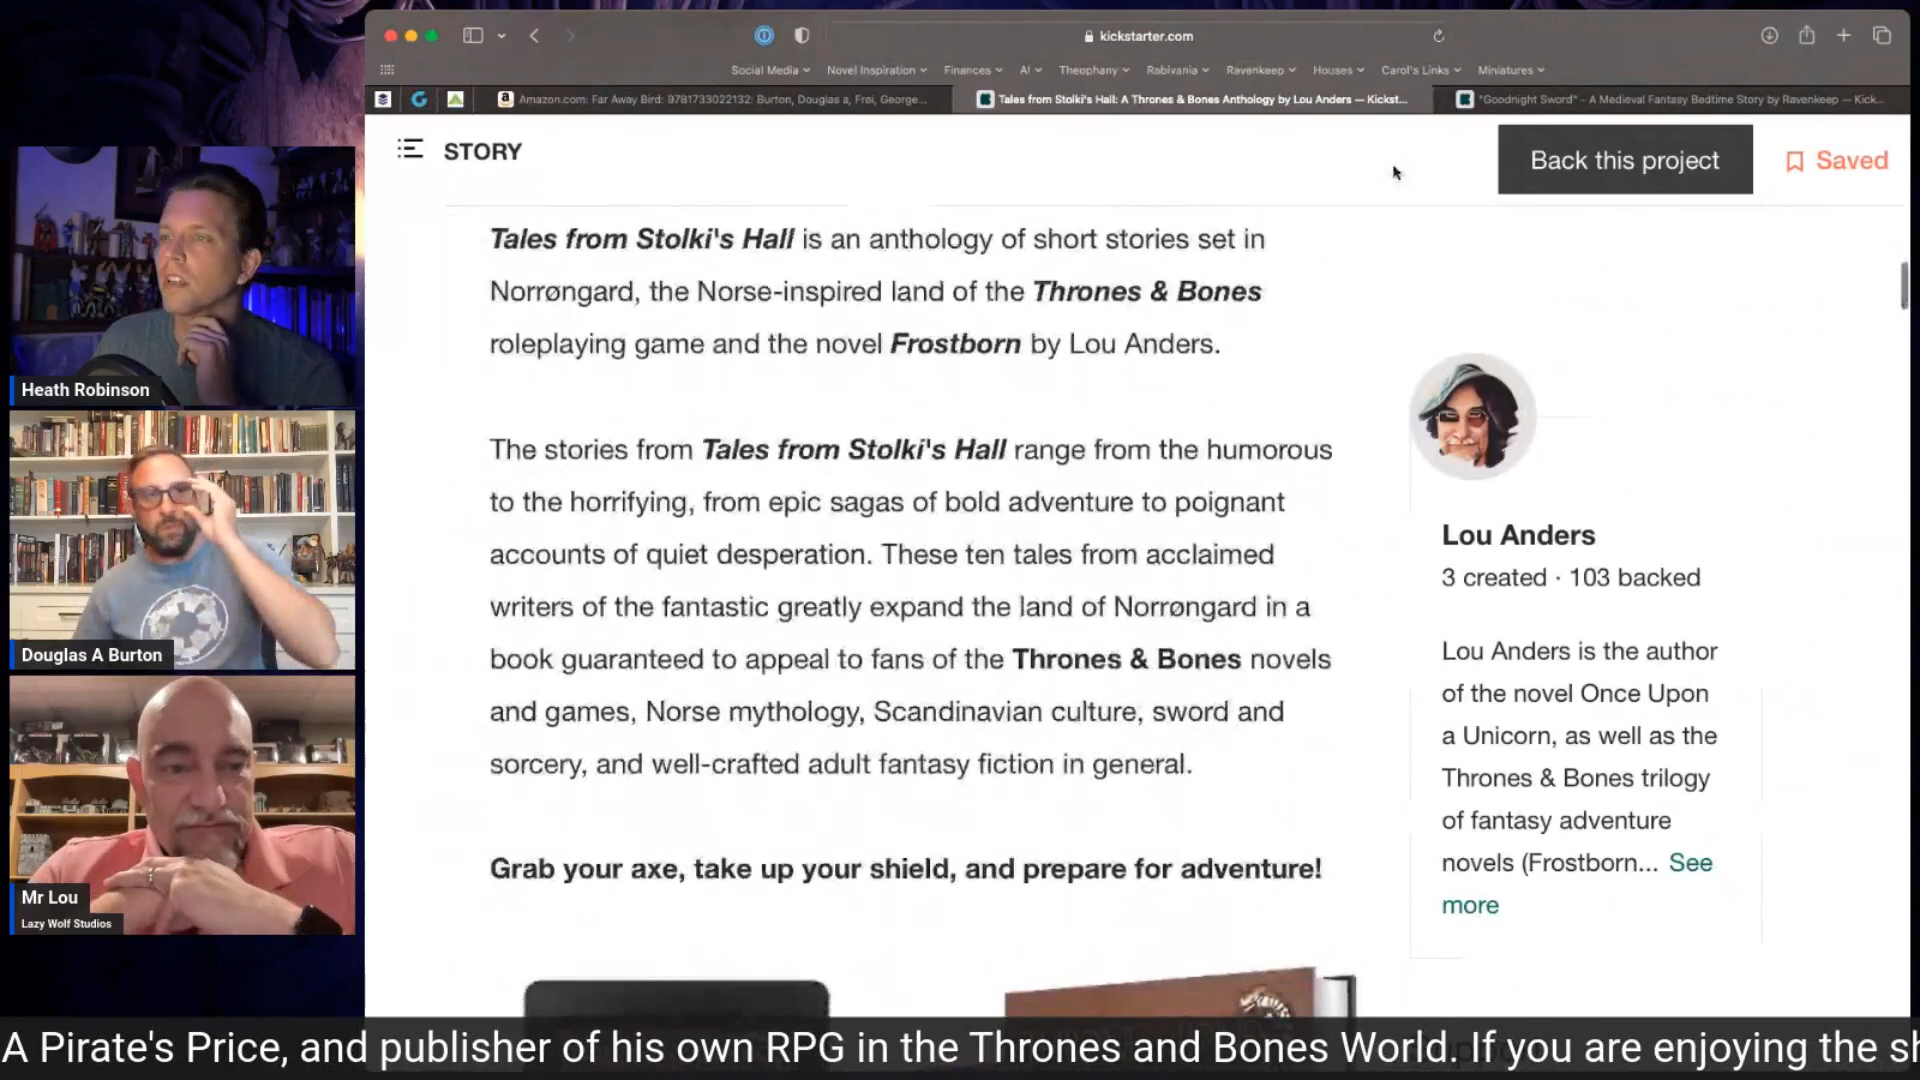 kickstarter.com
Social Media Novel Inspiration Finances AI Theophany Rabivania Ravenkeep Houses Carol's Links Miniatures
Amazon.com: Far Away Bird: 9781733022132: Burton, Douglas a, Frei, George...
Tales from Stolki's Hall: A Thrones & Bones Anthology by Lou Anders — Kickst...
"Goodnight Sword" - A Medieval Fantasy Bedtime Story by Ravenkeep — Kick...
STORY
Back this project
Saved
Tales from Stolki's Hall is an anthology of short stories set in
Norrøngard, the Norse-inspired land of the Thrones & Bones
roleplaying game and the novel Frostborn by Lou Anders.
The stories from Tales from Stolki's Hall range from the humorous
to the horrifying, from epic sagas of bold adventure to poignant
accounts of quiet desperation. These ten tales from acclaimed
writers of the fantastic greatly expand the land of Norrøngard in a
book guaranteed to appeal to fans of the Thrones & Bones novels
and games, Norse mythology, Scandinavian culture, sword and
sorcery, and well-crafted adult fantasy fiction in general.
Grab your axe, take up your shield, and prepare for adventure!
Lou Anders
3 created · 103 backed
Lou Anders is the author
of the novel Once Upon
a Unicorn, as well as the
Thrones & Bones trilogy
of fantasy adventure
novels (Frostborn... See
more
Heath Robinson
Douglas A Burton
Mr Lou
Lazy Wolf Studios
A Pirate's Price, and publisher of his own RPG in the Thrones and Bones World. If you are enjoying the sh